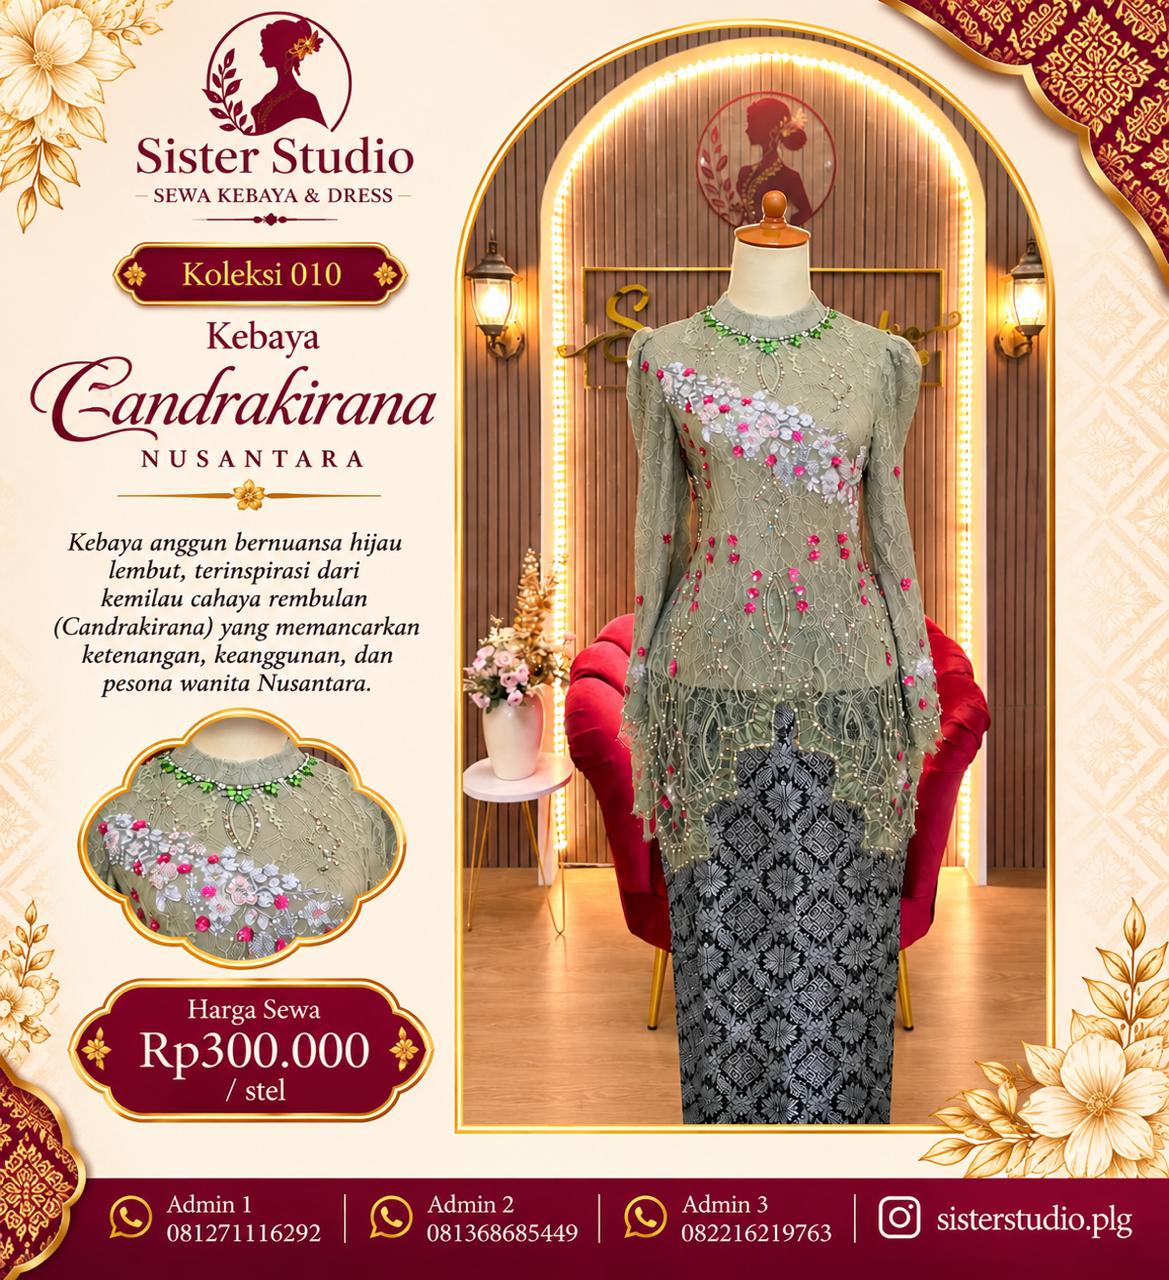 Sister Studio
SEWA KEBAYA & DRESS
Koleksi 010
Kebaya
Candrakirana
NUSANTARA
Kebaya anggun bernuansa hijau
lembut, terinspirasi dari
kemilau cahaya rembulan
(Candrakirana) yang memancarkan
ketenangan, keanggunan, dan
pesona wanita Nusantara.
Harga Sewa
Rp300.000
/ stel
Admin 1
081271116292
Admin 2
081368685449
Admin 3
082216219763
sisterstudio.plg